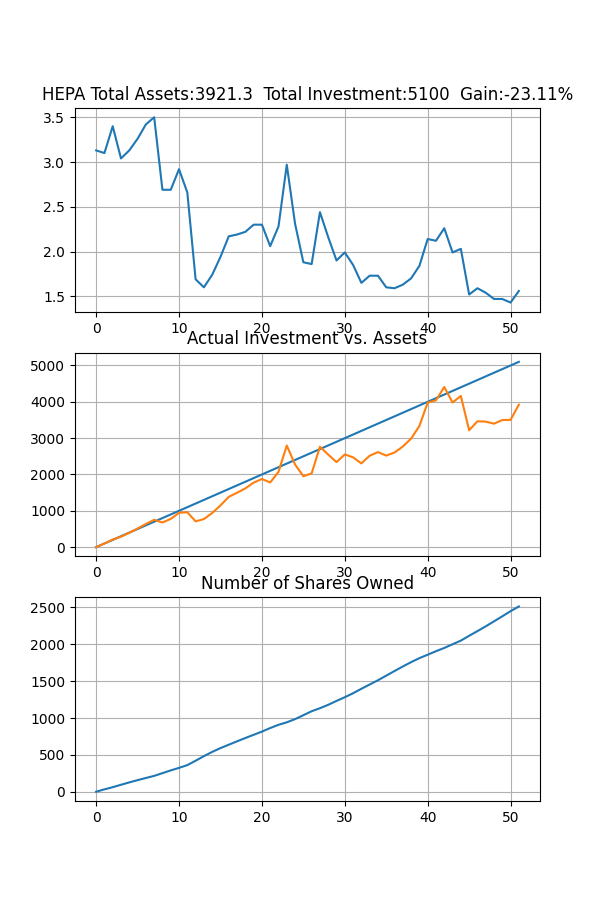 HEPA Total Assets:3921.3  Total Investment:5100  Gain:-23.11%
3.5
3.0
2.5
2.0
1.5
0 10 20 30 40 50
Actual Investment vs. Assets
5000
4000
3000
2000
1000
0
0 10 20 30 40 50
Number of Shares Owned
2500
2000
1500
1000
500
0
0 10 20 30 40 50